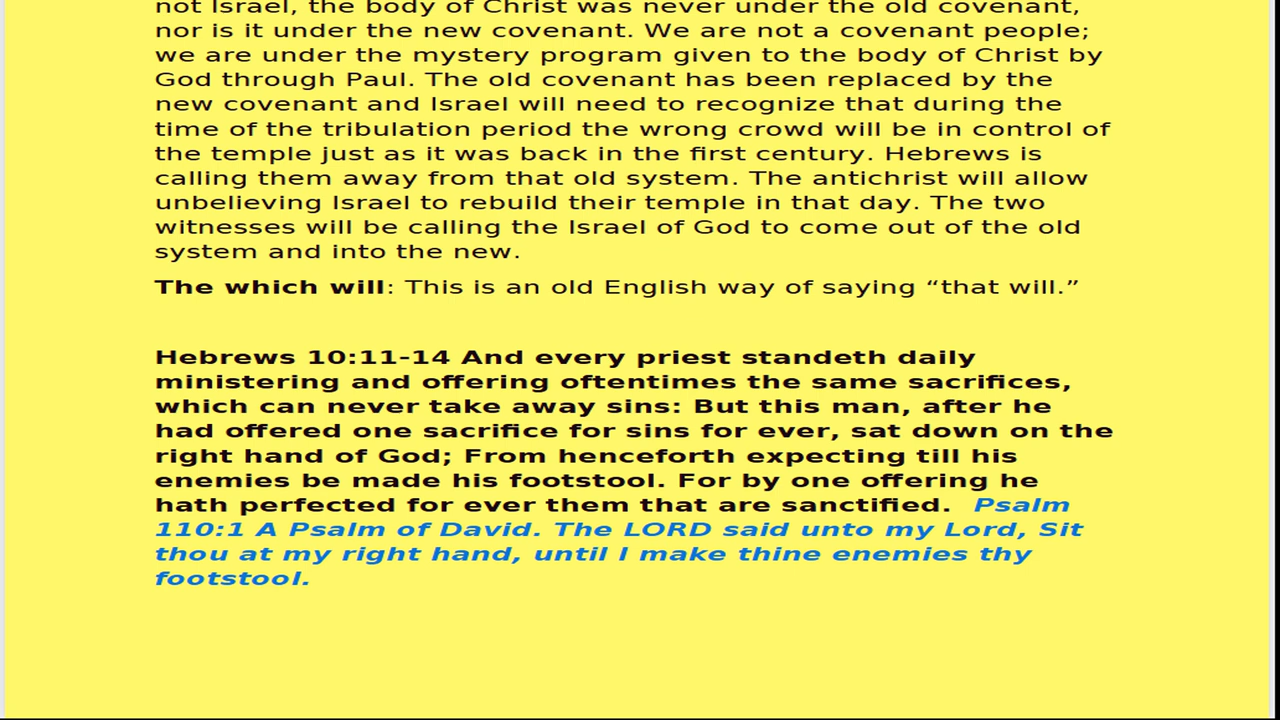 not Israel, the body of Christ was never under the old covenant,
nor is it under the new covenant. We are not a covenant people;
we are under the mystery program given to the body of Christ by
God through Paul. The old covenant has been replaced by the
new covenant and Israel will need to recognize that during the
time of the tribulation period the wrong crowd will be in control of
the temple just as it was back in the first century. Hebrews is
calling them away from that old system. The antichrist will allow
unbelieving Israel to rebuild their temple in that day. The two
witnesses will be calling the Israel of God to come out of the old
system and into the new.
The which will: This is an old English way of saying “that will.”
Hebrews 10:11-14 And every priest standeth daily
ministering and offering oftentimes the same sacrifices,
which can never take away sins: But this man, after he
had offered one sacrifice for sins for ever, sat down on the
right hand of God; From henceforth expecting till his
enemies be made his footstool. For by one offering he
hath perfected for ever them that are sanctified. Psalm
110:1 A Psalm of David. The LORD said unto my Lord, Sit
thou at my right hand, until I make thine enemies thy
footstool.